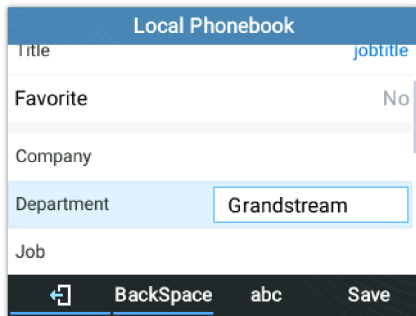 Local Phonebook
Title jobtitle
Favorite No
Company
Department Grandstream
Job
BackSpace abc Save